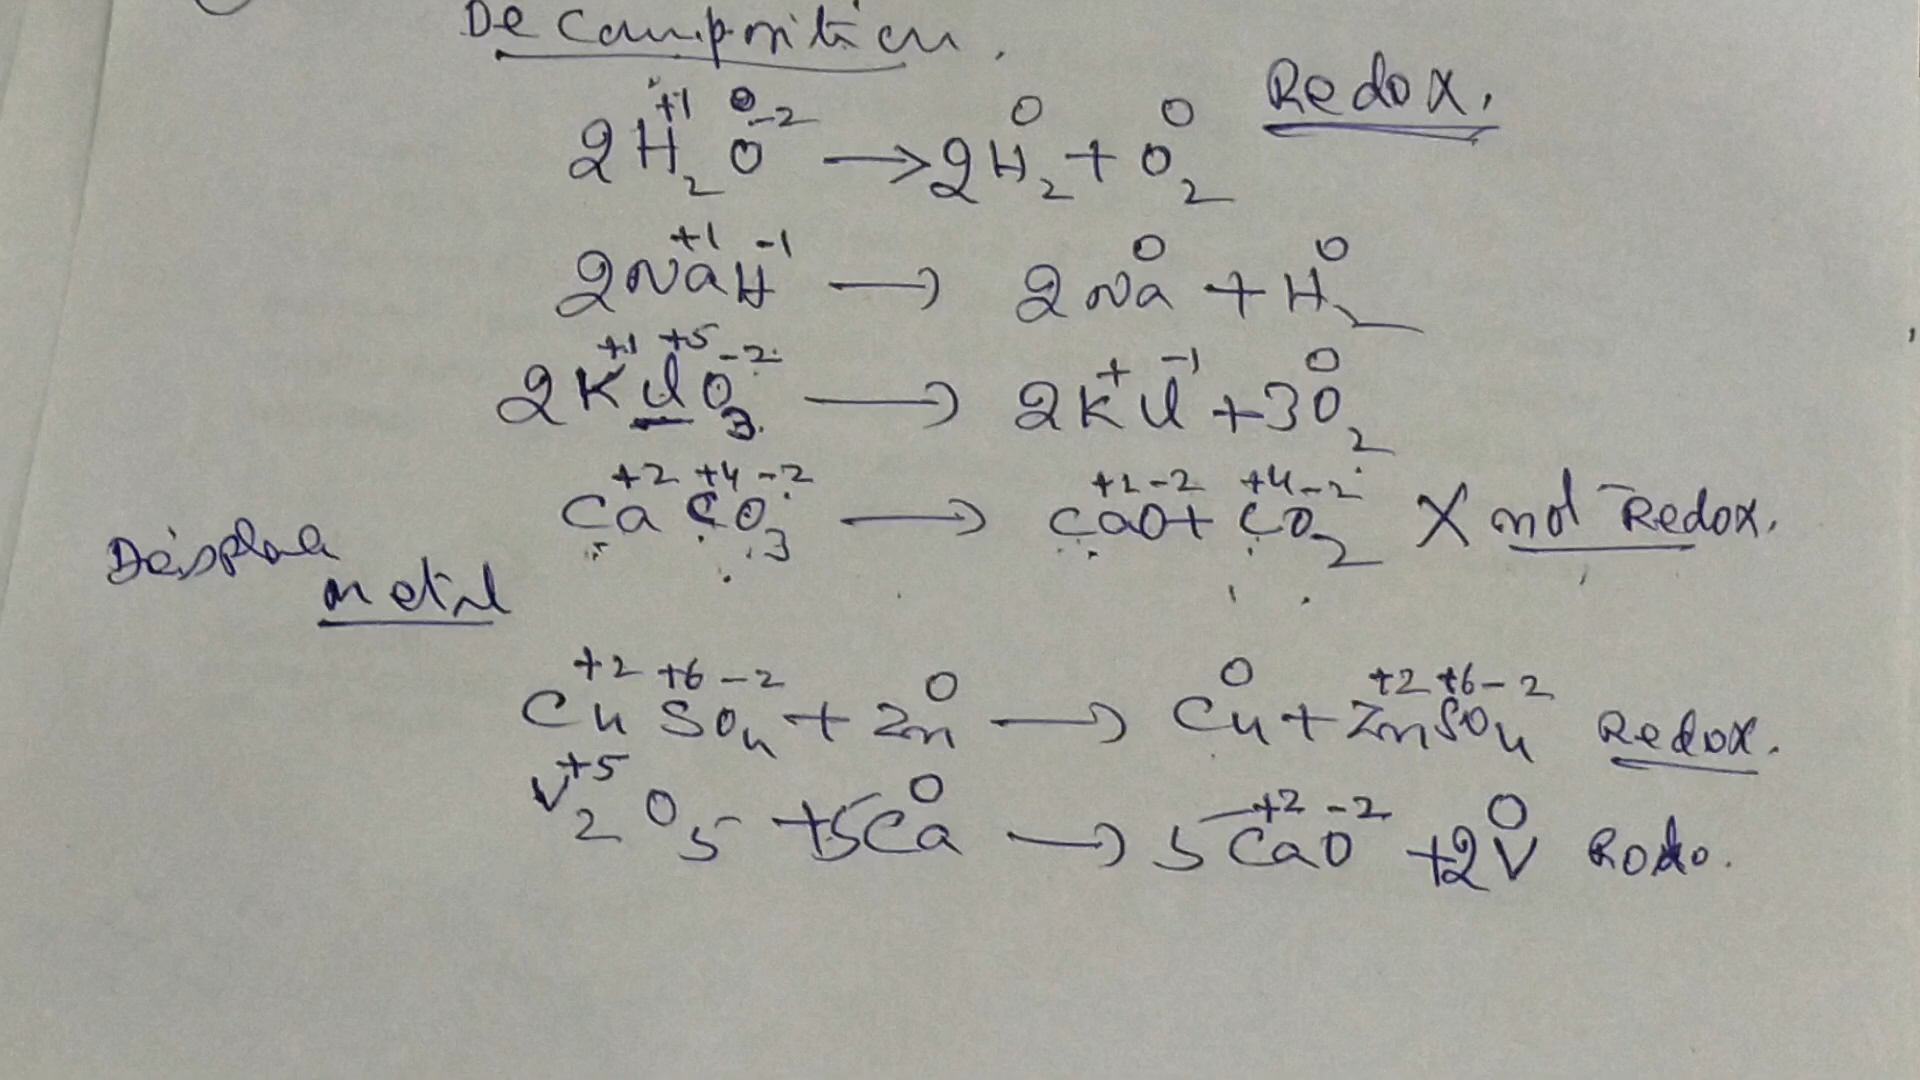 Decomposition.
Redox.
+1 0 -2 0 0
2H₂O → 2H₂ + O₂
+1 -1 0 0
2NaH → 2Na + H₂
+1 +5 -2 + -1 0
2KClO₃ → 2KCl + 3O₂
+2 +4 -2 +2 -2 +4 -2
CaCO₃ → CaO + CO₂ X not Redox.
metal
+2 +6 -2 0 0 +2 +6 -2
CuSO₄ + Zn → Cu + ZnSO₄ Redox.
+5 0 +2 -2 0
V₂O₅ + 5Ca → 5CaO + 2V